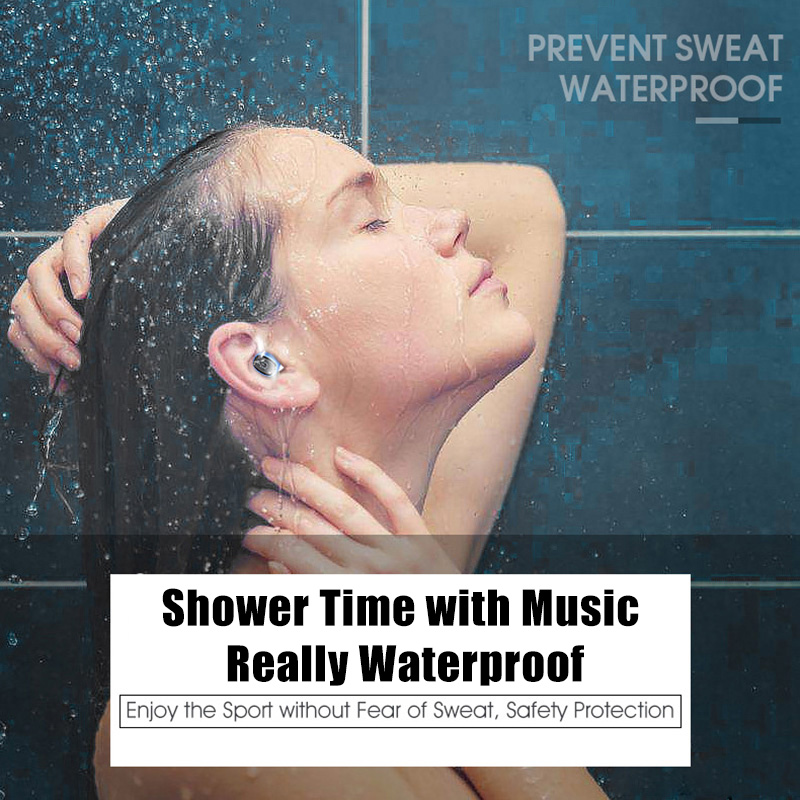 PREVENT SWEAT
WATERPROOF
Shower Time with Music
Really Waterproof
Enjoy the Sport without Fear of Sweat, Safety Protection